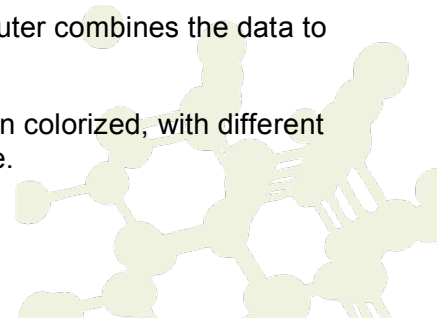 uter combines the data to
n colorized, with different
e.